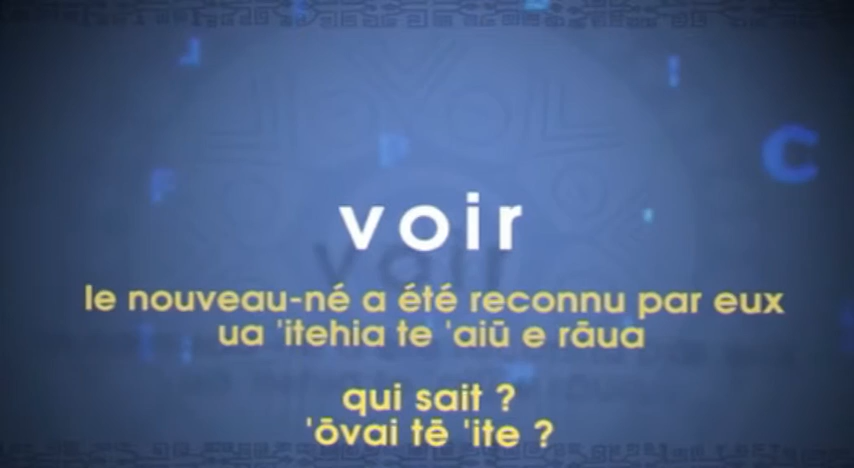 voir
le nouveau-né a été reconnu par eux
ua 'itehia te 'aiū e rāua
qui sait ?
'ōvai tē 'ite ?